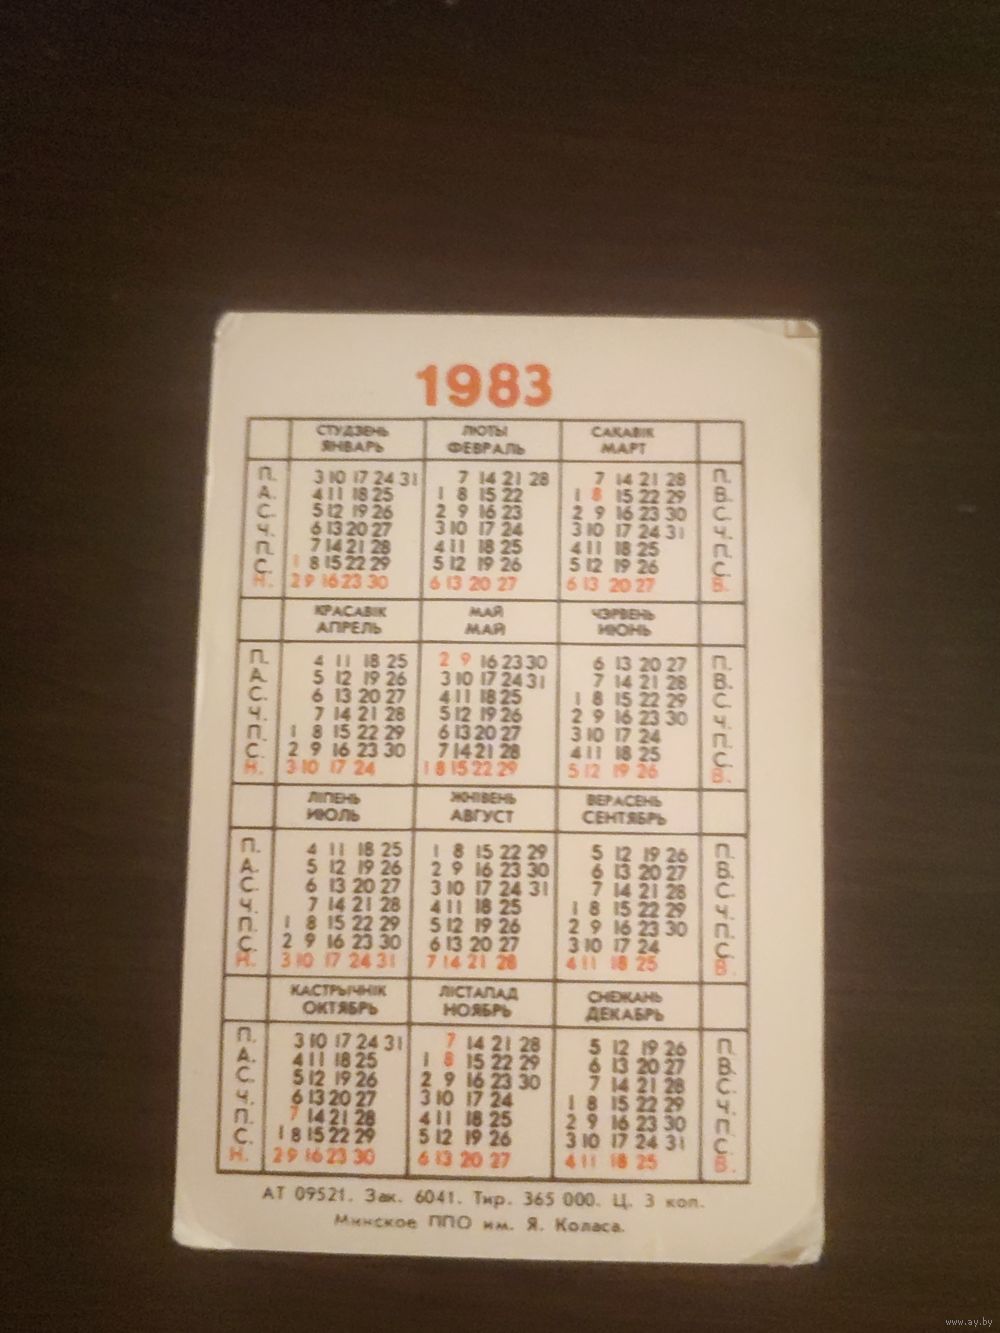 1983
СТУДЗЕНЬ ЛЮТЫ САКАВІК
ЯНВАРЬ ФЕВРАЛЬ МАРТ
П. 3 10 17 24 31 7 14 21 28 7 14 21 28 П.
А. 4 11 18 25 1 8 15 22 1 8 15 22 29 В.
С. 5 12 19 26 2 9 16 23 2 9 16 23 30 С.
Ч. 6 13 20 27 3 10 17 24 3 10 17 24 31 Ч.
П. 7 14 21 28 4 11 18 25 4 11 18 25 П.
С. 1 8 15 22 29 5 12 19 26 5 12 19 26 С.
Н. 2 9 16 23 30 6 13 20 27 6 13 20 27 В.
КРАСАВІК МАЙ ЧЭРВЕНЬ
АПРЕЛЬ МАЙ ИЮНЬ
П. 4 11 18 25 2 9 16 23 30 6 13 20 27 П.
А. 5 12 19 26 3 10 17 24 31 7 14 21 28 В.
С. 6 13 20 27 4 11 18 25 1 8 15 22 29 С.
Ч. 7 14 21 28 5 12 19 26 2 9 16 23 30 Ч.
П. 1 8 15 22 29 6 13 20 27 3 10 17 24 П.
С. 2 9 16 23 30 7 14 21 28 4 11 18 25 С.
Н. 3 10 17 24 1 8 15 22 29 5 12 19 26 В.
ЛІПЕНЬ ЖНІВЕНЬ ВЕРАСЕНЬ
ИЮЛЬ АВГУСТ СЕНТЯБРЬ
П. 4 11 18 25 1 8 15 22 29 5 12 19 26 П.
А. 5 12 19 26 2 9 16 23 30 6 13 20 27 В.
С. 6 13 20 27 3 10 17 24 31 7 14 21 28 С.
Ч. 7 14 21 28 4 11 18 25 1 8 15 22 29 Ч.
П. 1 8 15 22 29 5 12 19 26 2 9 16 23 30 П.
С. 2 9 16 23 30 6 13 20 27 3 10 17 24 С.
Н. 3 10 17 24 31 7 14 21 28 4 11 18 25 В.
КАСТРЫЧНІК ЛІСТАПАД СНЕЖАНЬ
ОКТЯБРЬ НОЯБРЬ ДЕКАБРЬ
П. 3 10 17 24 31 7 14 21 28 5 12 19 26 П.
А. 4 11 18 25 1 8 15 22 29 6 13 20 27 В.
С. 5 12 19 26 2 9 16 23 30 7 14 21 28 С.
Ч. 6 13 20 27 3 10 17 24 1 8 15 22 29 Ч.
П. 7 14 21 28 4 11 18 25 2 9 16 23 30 П.
С. 1 8 15 22 29 5 12 19 26 3 10 17 24 31 С.
Н. 2 9 16 23 30 6 13 20 27 4 11 18 25 В.
АТ 09521. Зак. 6041. Тир. 365 000. Ц. 3 коп.
Минское ППО им. Я. Коласа.
www.ay.by